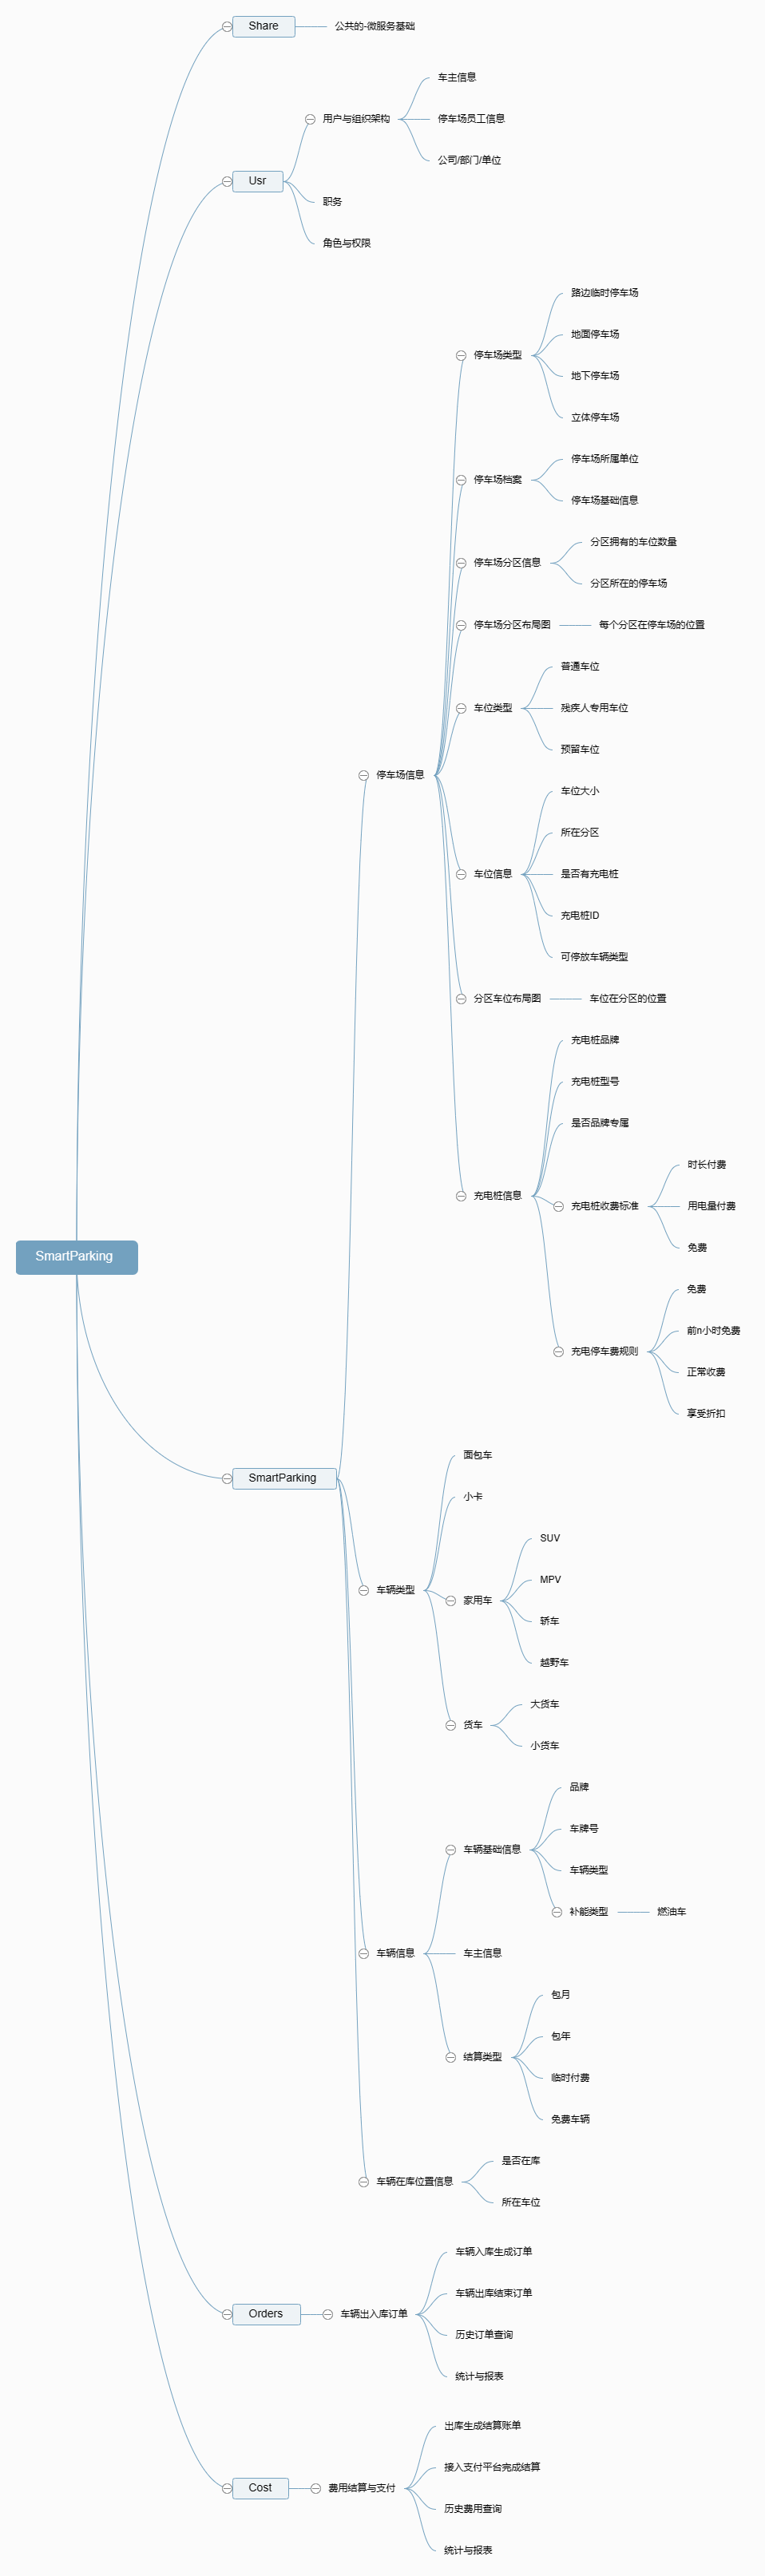 Share
公共的-微服务基础
车主信息
用户与组织架构
停车场员工信息
公司/部门/单位
Usr
职务
角色与权限
路边临时停车场
地面停车场
停车场类型
地下停车场
立体停车场
停车场所属单位
停车场档案
停车场基础信息
分区拥有的车位数量
停车场分区信息
分区所在的停车场
停车场分区布局图
每个分区在停车场的位置
普通车位
车位类型
残疾人专用车位
预留车位
停车场信息
车位大小
所在分区
车位信息
是否有充电桩
充电桩ID
可停放车辆类型
分区车位布局图
车位在分区的位置
充电桩品牌
充电桩型号
是否品牌专属
时长付费
充电桩信息
充电桩收费标准
用电量付费
免费
SmartParking
免费
前n小时免费
充电停车费规则
正常收费
享受折扣
面包车
SmartParking
小卡
SUV
MPV
车辆类型
家用车
轿车
越野车
大货车
货车
小货车
品牌
车牌号
车辆基础信息
车辆类型
补能类型
燃油车
车辆信息
车主信息
包月
包年
结算类型
临时付费
免费车辆
是否在库
车辆在库位置信息
所在车位
车辆入库生成订单
车辆出库结束订单
Orders
车辆出入库订单
历史订单查询
统计与报表
出库生成结算账单
接入支付平台完成结算
Cost
费用结算与支付
历史费用查询
统计与报表